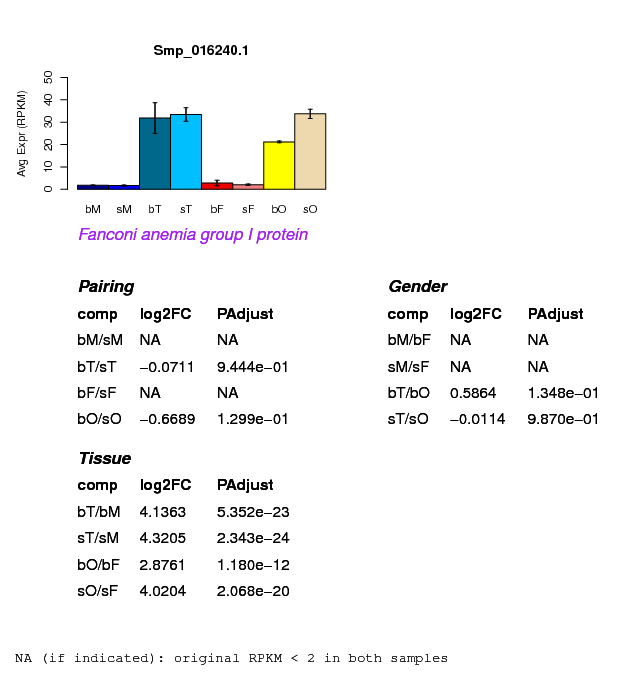 Smp_016240.1
Avg Expr (RPKM)
50
40
30
20
10
0
bM sM bT sT bF sF bO sO
Fanconi anemia group I protein
Pairing
comp log2FC PAdjust
bM/sM NA NA
bT/sT −0.0711 9.444e−01
bF/sF NA NA
bO/sO −0.6689 1.299e−01
Gender
comp log2FC PAdjust
bM/bF NA NA
sM/sF NA NA
bT/bO 0.5864 1.348e−01
sT/sO −0.0114 9.870e−01
Tissue
comp log2FC PAdjust
bT/bM 4.1363 5.352e−23
sT/sM 4.3205 2.343e−24
bO/bF 2.8761 1.180e−12
sO/sF 4.0204 2.068e−20
NA (if indicated): original RPKM < 2 in both samples